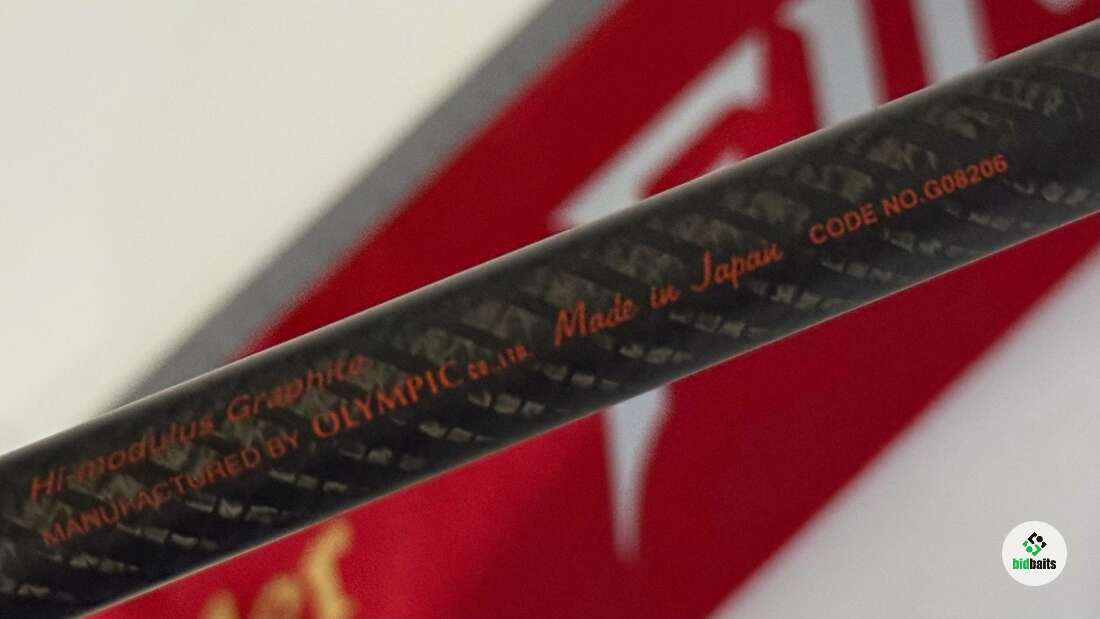 Hi-modulus Graphite
MANUFACTURED BY OLYMPIC CO.,LTD. Made in Japan CODE NO.G08206
bidbaits